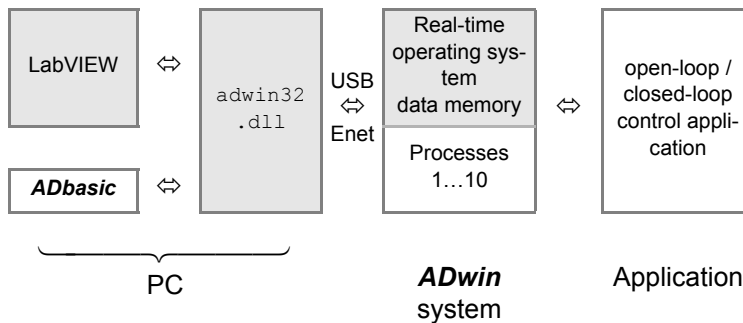 LabVIEW
⇔
adwin32
.dll
USB
⇔
Enet
Real-time
operating sys-
tem
data memory
⇔
open-loop /
closed-loop
control appli-
cation
ADbasic
⇔
Processes
1…10
PC
ADwin
system
Application